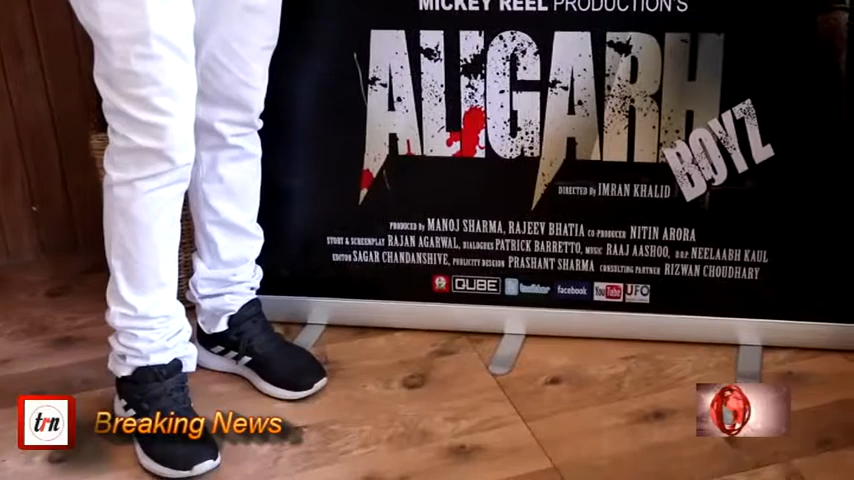 MICKEY REEL PRODUCTION'S
ALIGARH
BOYZ
DIRECTED BY IMRAN KHALID
PRODUCED BY MANOJ SHARMA, RAJEEV BHATIA CO-PRODUCER NITIN ARORA
STORY & SCREENPLAY RAJAN AGARWAL, DIALOGUES PATRICK BARRETTO, MUSIC RAAJ AASHOO, D.O.P NEELAABH KAUL
EDITOR SAGAR CHANDANSHIVE, PUBLICITY DESIGN PRASHANT SHARMA CONSULTING PARTNER RIZWAN CHOUDHARY
QUBE twitter facebook YouTube UFO
trn Breaking News